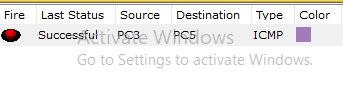 Fire Last Status Source Destination Type Color
Successful PC3 PC5 ICMP
Activate Windows
Go to Settings to activate Windows.